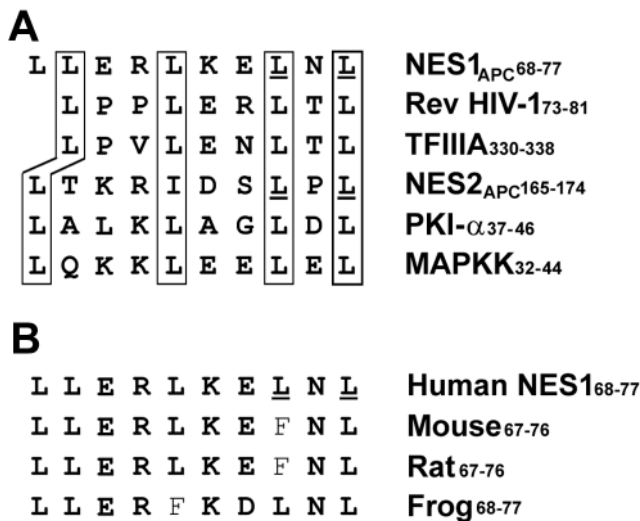 A
L L E R L K E L N L NES1APC68-77
L P P L E R L T L Rev HIV-173-81
L P V L E N L T L TFIIIA330-338
L T K R I D S L P L NES2APC165-174
L A L K L A G L D L PKI-α37-46
L Q K K L E E L E L MAPKK32-44
B
L L E R L K E L N L Human NES168-77
L L E R L K E F N L Mouse67-76
L L E R L K E F N L Rat67-76
L L E R F K D L N L Frog68-77